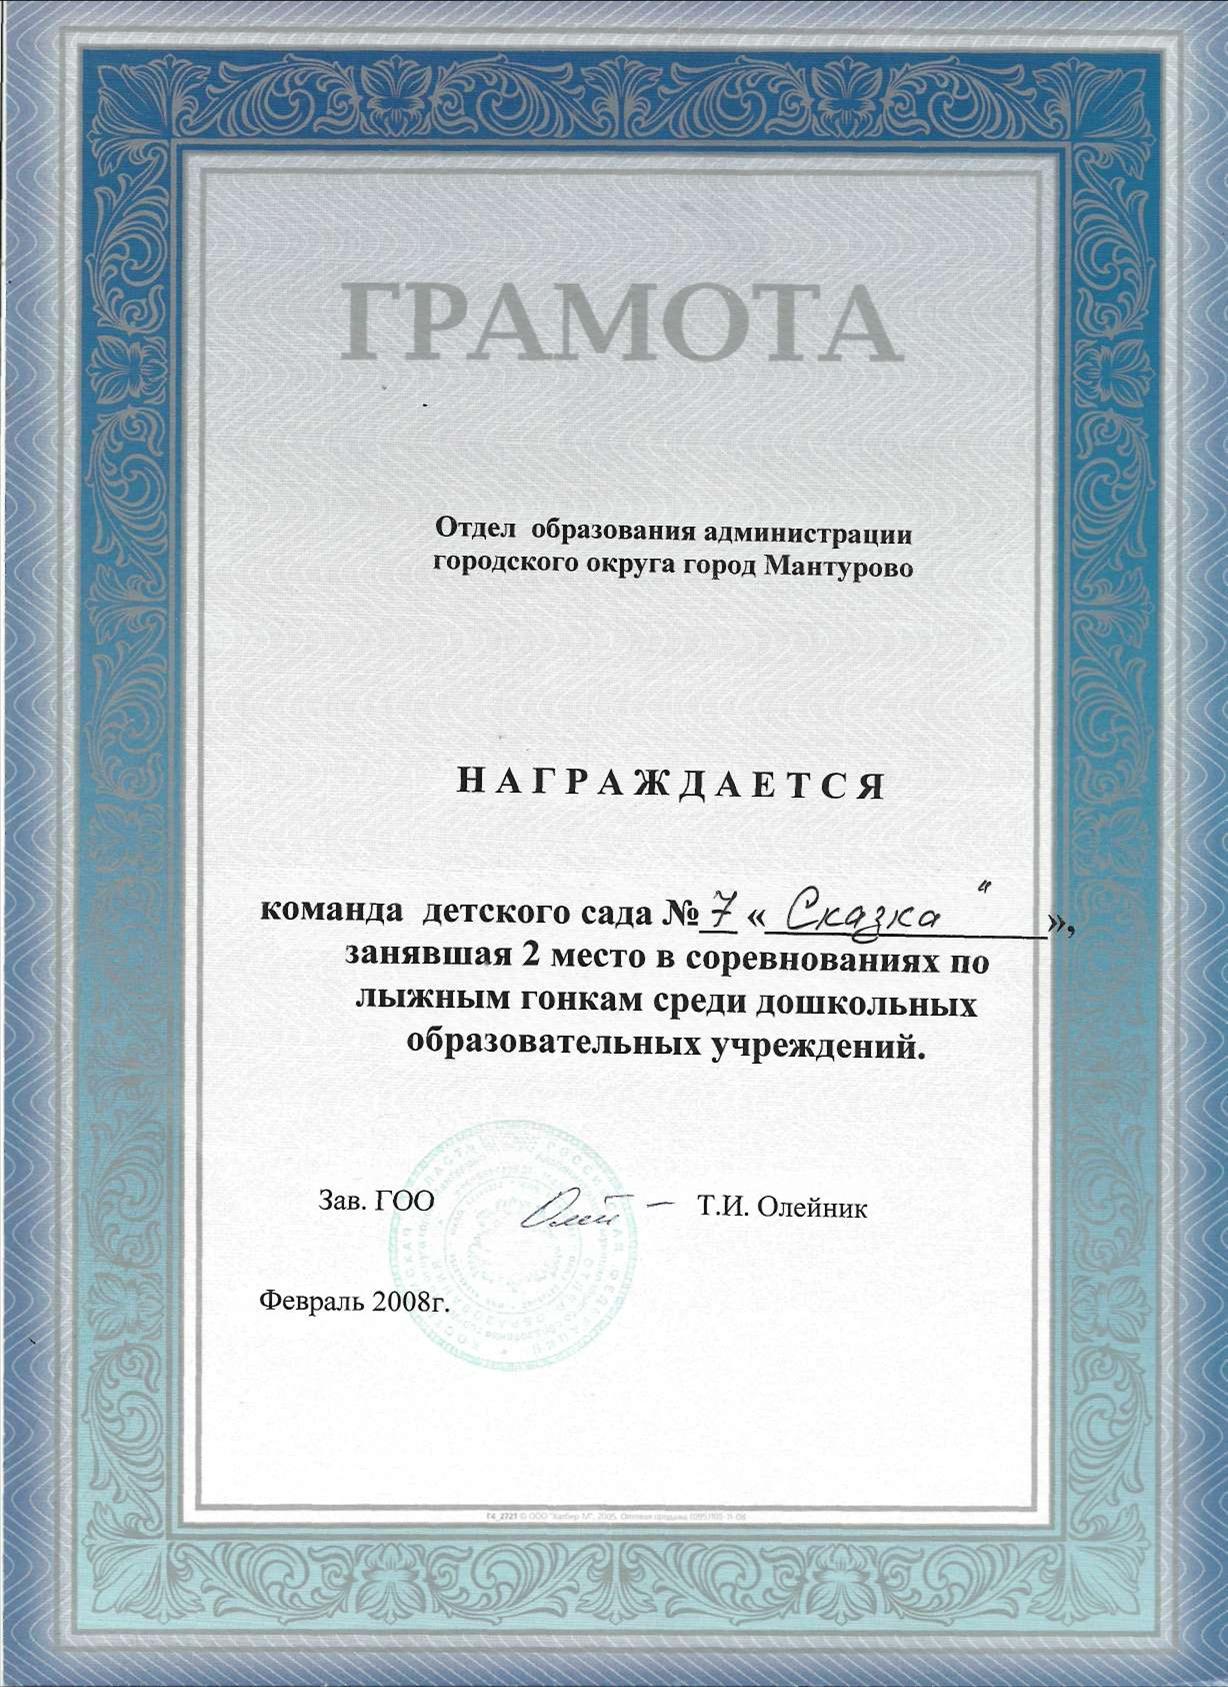 ГРАМОТА
Отдел образования администрации
городского округа город Мантурово
НАГРАЖДАЕТСЯ
команда детского сада № 7 « Сказка " »,
занявшая 2 место в соревнованиях по
лыжным гонкам среди дошкольных
образовательных учреждений.
Зав. ГОО Т.И. Олейник
Февраль 2008г.